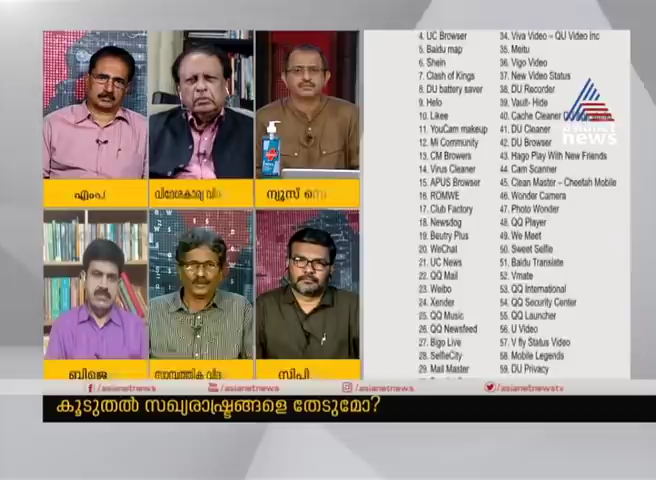 4. UC Browser
5. Baidu map
6. Shein
7. Clash of Kings
8. DU battery saver
9. Helo
10. Likee
11. YouCam makeup
12. Mi Community
13. CM Browers
14. Virus Cleaner
15. APUS Browser
16. ROMWE
17. Club Factory
18. Newsdog
19. Beutry Plus
20. WeChat
21. UC News
22. QQ Mail
23. Weibo
24. Xender
25. QQ Music
26. QQ Newsfeed
27. Bigo Live
28. SelfieCity
29. Mail Master
34. Viva Video – QU Video Inc
35. Meitu
36. Vigo Video
37. New Video Status
38. DU Recorder
39. Vault- Hide
40. Cache Cleaner
41. DU Cleaner
42. DU Browser
43. Hago Play With New Friends
44. Cam Scanner
45. Clean Master – Cheetah Mobile
46. Wonder Camera
47. Photo Wonder
48. QQ Player
49. We Meet
50. Sweet Selfie
51. Baidu Translate
52. Vmate
53. QQ International
54. QQ Security Center
55. QQ Launcher
56. U Video
57. V fly Status Video
58. Mobile Legends
59. DU Privacy
asianet
news
എംപി
വിദേശകാര്യ വിദ
ന്യൂസ്
ബിജെ
സാമ്പത്തിക വിദ
സിപി
/asianetnews /asianetnews /asianetnews /asianetnewstv
കൂടുതൽ സഖ്യരാഷ്ട്രങ്ങളെ തേടുമോ?